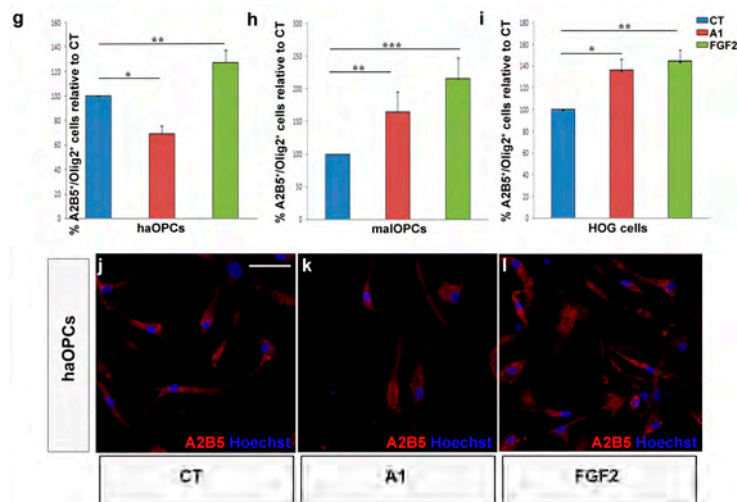 g
% A2B5⁺/Olig2⁺ cells relative to CT
160
140
120
100
80
60
40
20
0
**
*
haOPCs
h
% A2B5⁺/Olig2⁺ cells relative to CT
300
250
200
150
100
50
0
***
**
malOPCs
i
% A2B5⁺/Olig2⁺ cells relative to CT
180
160
140
120
100
80
60
40
20
0
**
*
HOG cells
CT
A1
FGF2
haOPCs
j
A2B5 Hoechst
k
A2B5 Hoechst
l
A2B5 Hoechst
CT
A1
FGF2